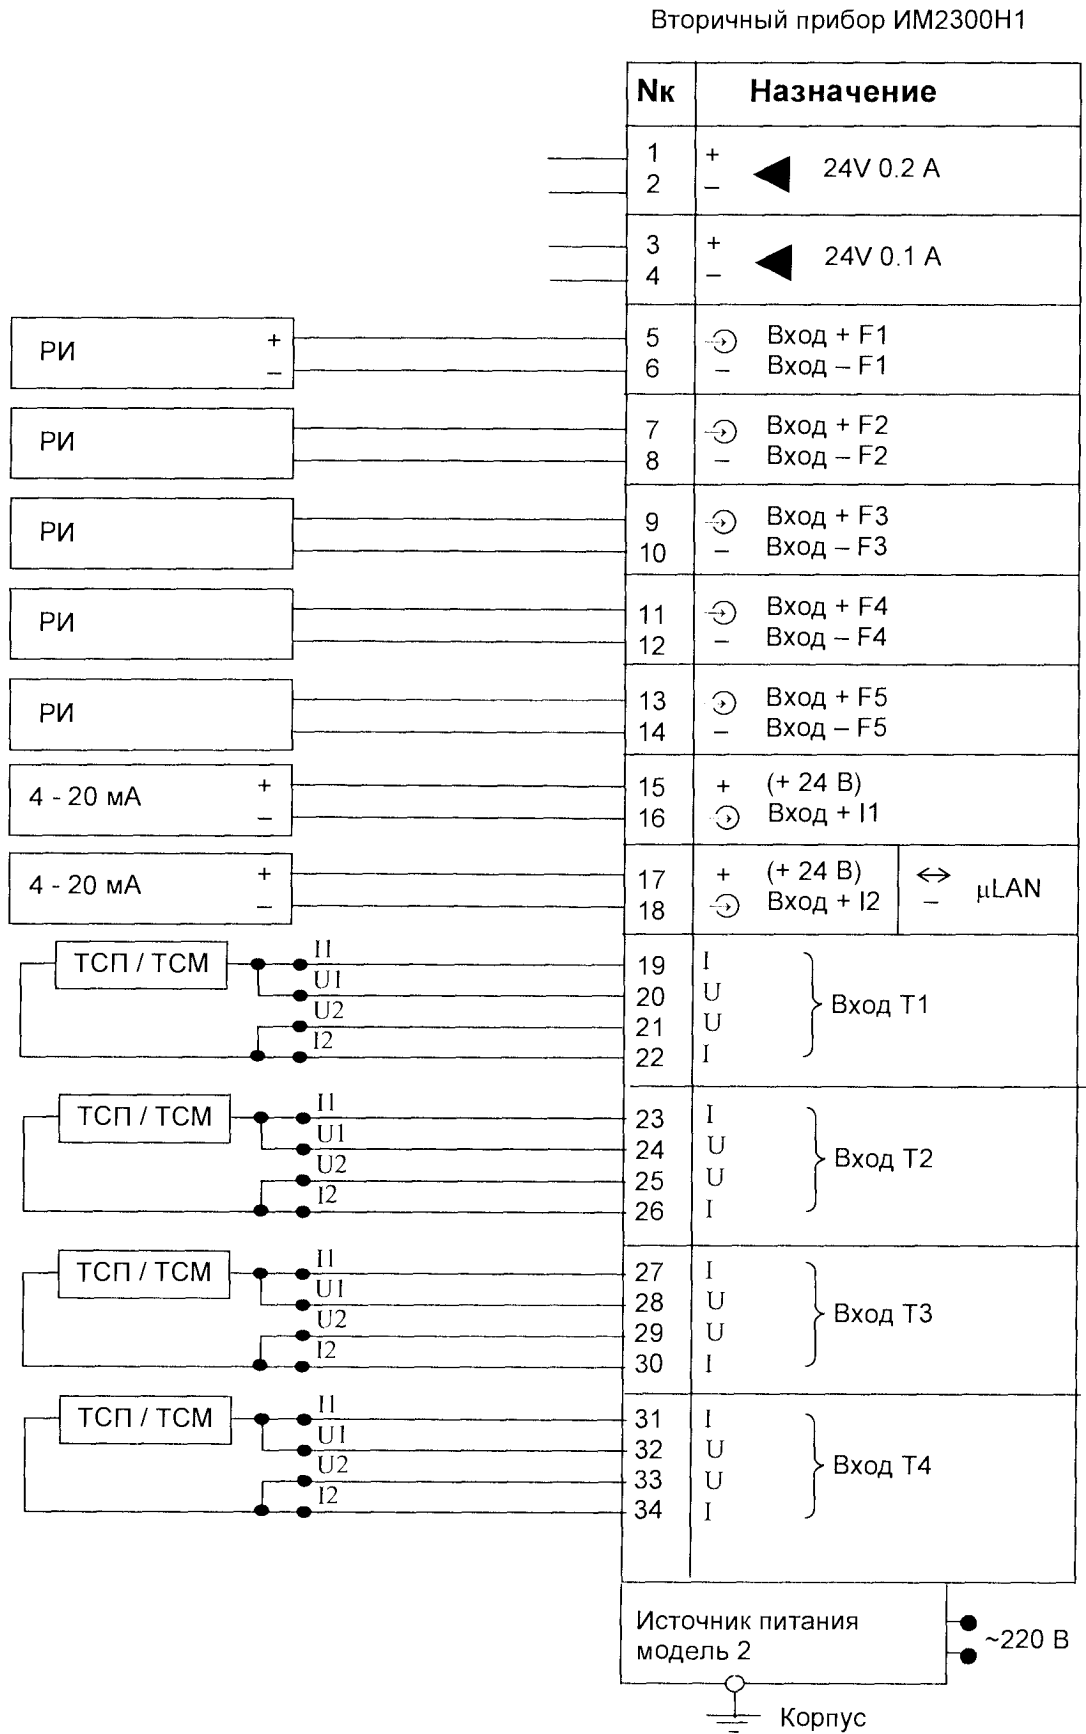 Вторичный прибор ИМ2300Н1
Nк Назначение
1 + 24V 0.2 A
2 –
3 + 24V 0.1 A
4 –
РИ + 5 Вход + F1
– 6 – Вход – F1
РИ 7 Вход + F2
8 – Вход – F2
РИ 9 Вход + F3
10 – Вход – F3
РИ 11 Вход + F4
12 – Вход – F4
РИ 13 Вход + F5
14 – Вход – F5
4 - 20 мА + 15 + (+ 24 В)
– 16 Вход + I1
4 - 20 мА + 17 + (+ 24 В) ↔ μLAN
– 18 Вход + I2 –
ТСП / ТСМ I1 19 I
U1 20 U Вход Т1
U2 21 U
I2 22 I
ТСП / ТСМ I1 23 I
U1 24 U Вход Т2
U2 25 U
I2 26 I
ТСП / ТСМ I1 27 I
U1 28 U Вход Т3
U2 29 U
I2 30 I
ТСП / ТСМ I1 31 I
U1 32 U Вход Т4
U2 33 U
I2 34 I
Источник питания
модель 2
~220 В
Корпус